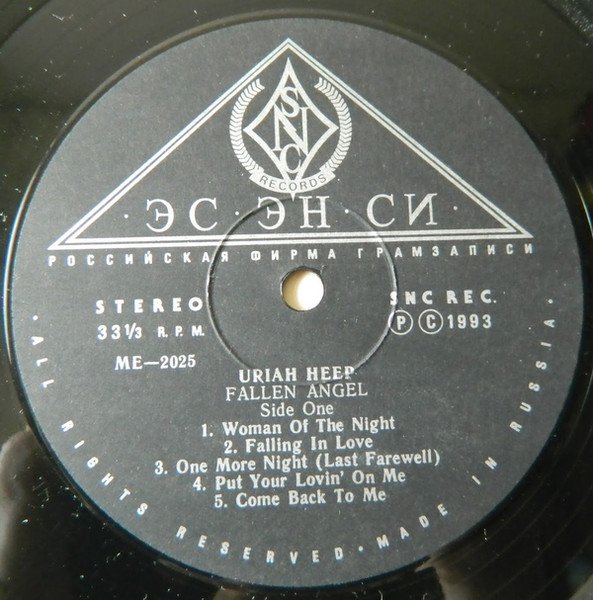 SNC
RECORDS
·ЭС·ЭН·СИ·
РОССИЙСКАЯ ФИРМА ГРАМЗАПИСИ
STEREO
33⅓ R.P.M.
ME—2025
SNC REC.
Ⓟ Ⓒ 1993
URIAH HEEP
FALLEN ANGEL
Side One
1. Woman Of The Night
2. Falling In Love
3. One More Night (Last Farewell)
4. Put Your Lovin' On Me
5. Come Back To Me
·ALL RIGHTS RESERVED·MADE IN RUSSIA·